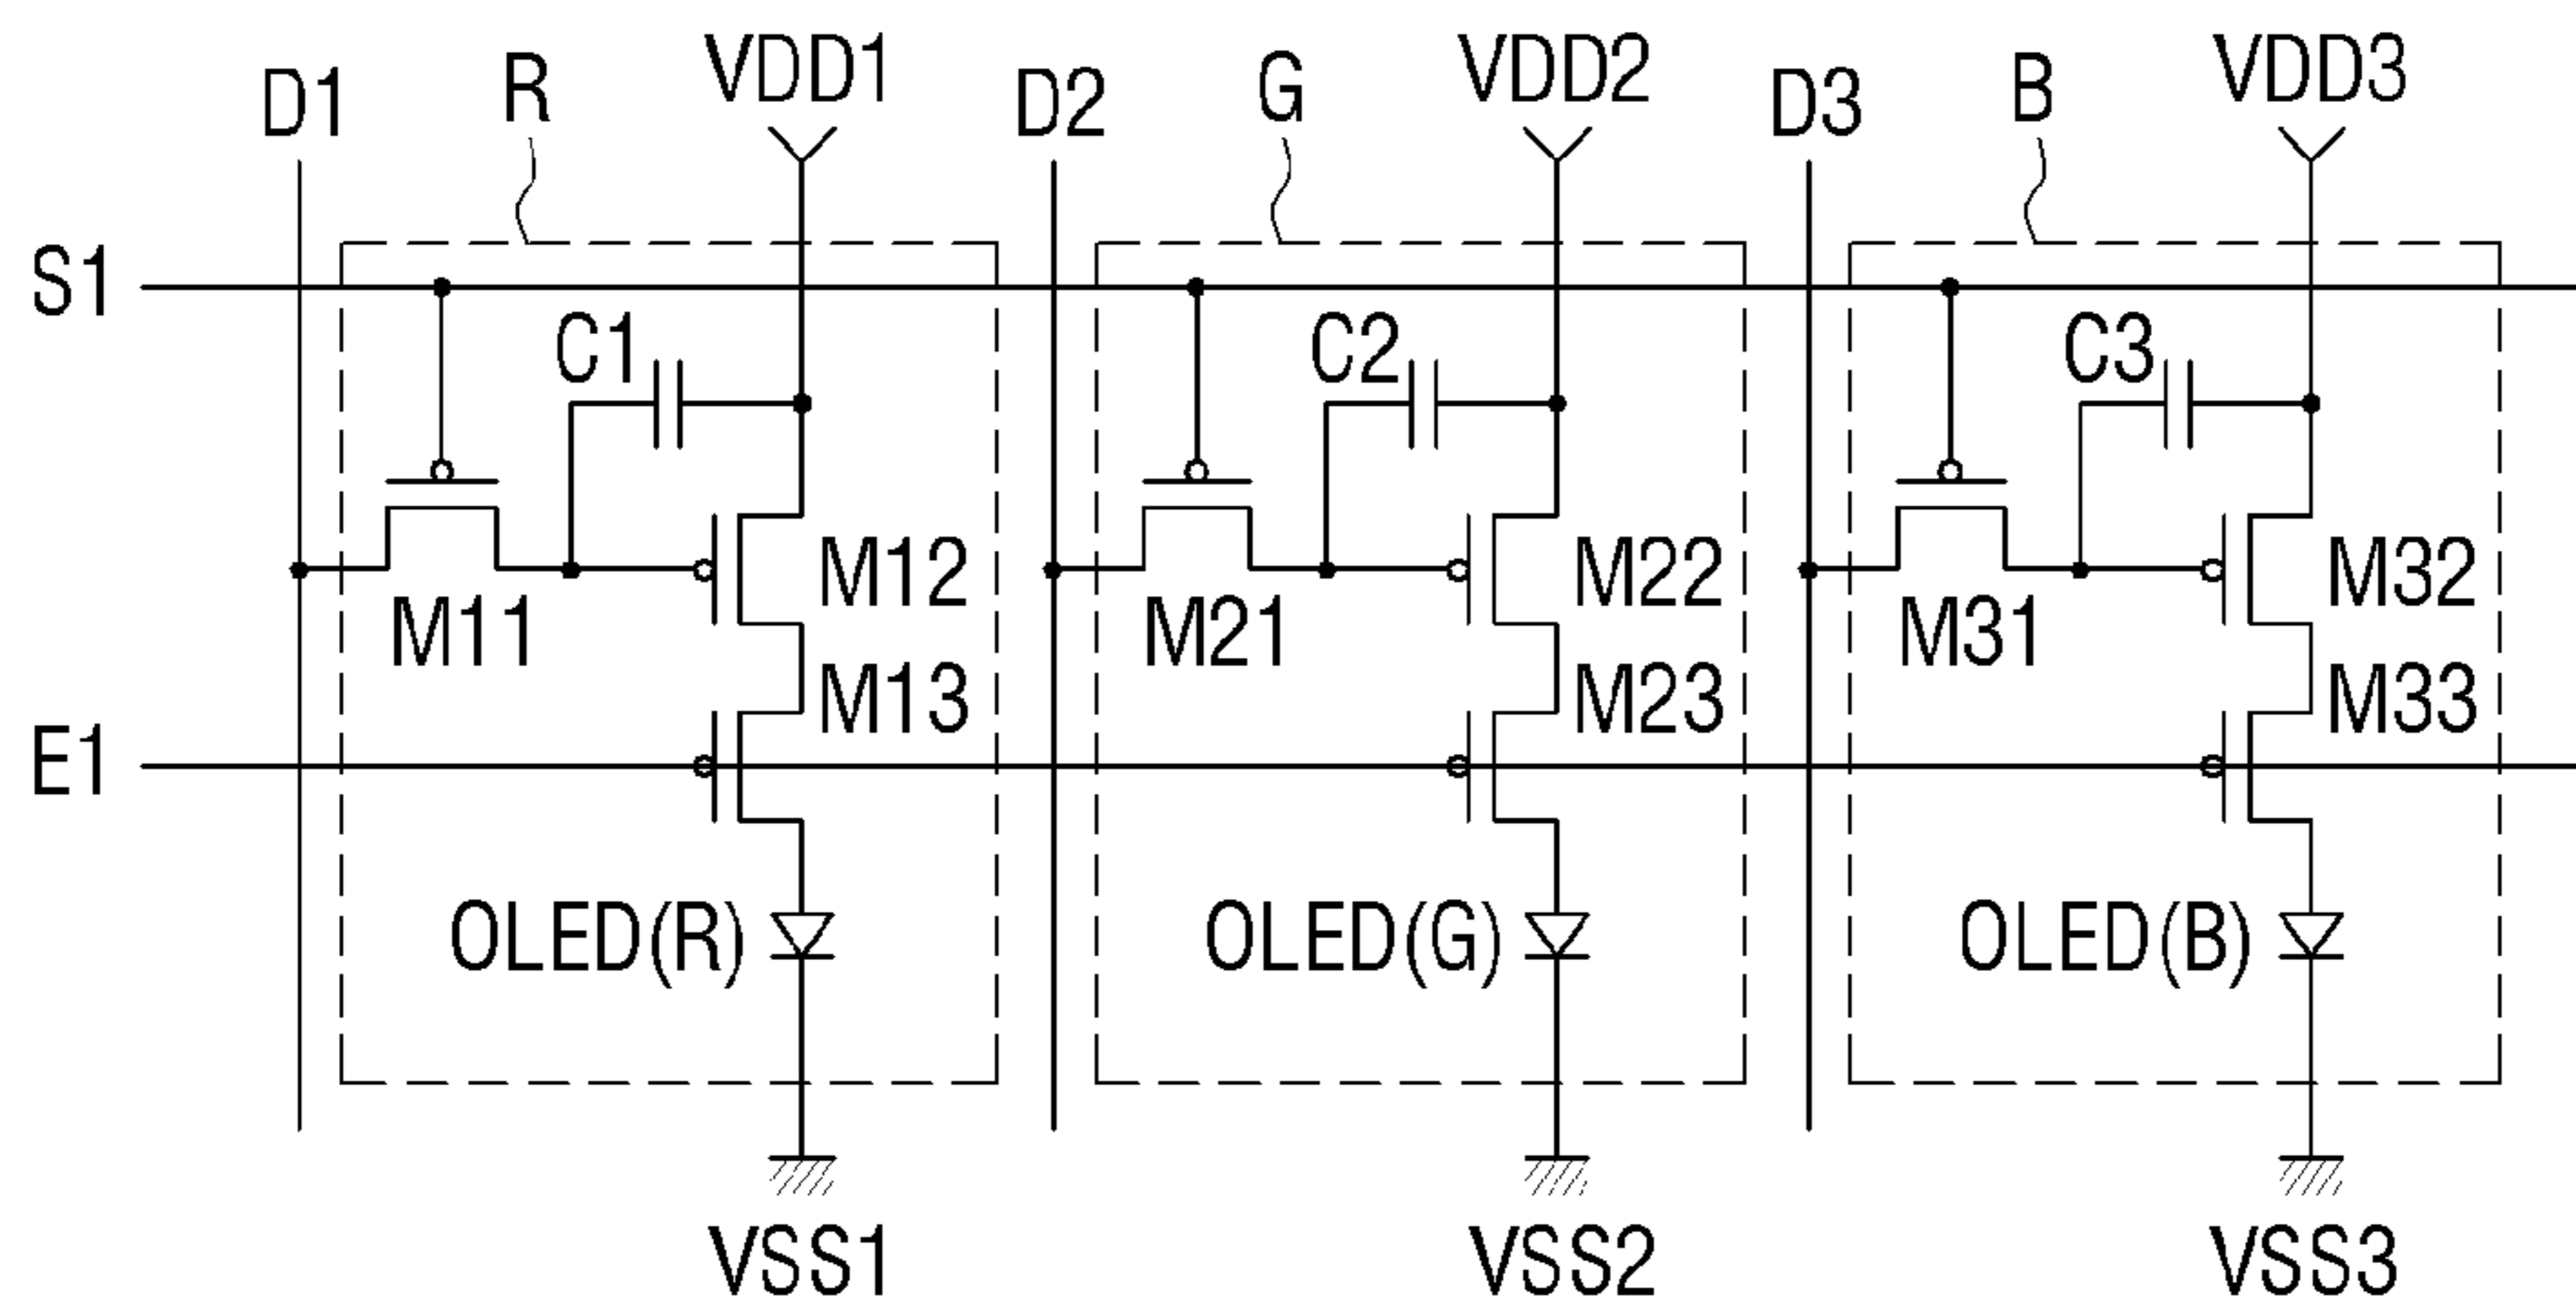 D1 R VDD1 D2 G VDD2 D3 B VDD3
S1
C1 C2 C3
M12 M22 M32
M11 M21 M31
M13 M23 M33
E1
OLED(R) OLED(G) OLED(B)
VSS1 VSS2 VSS3